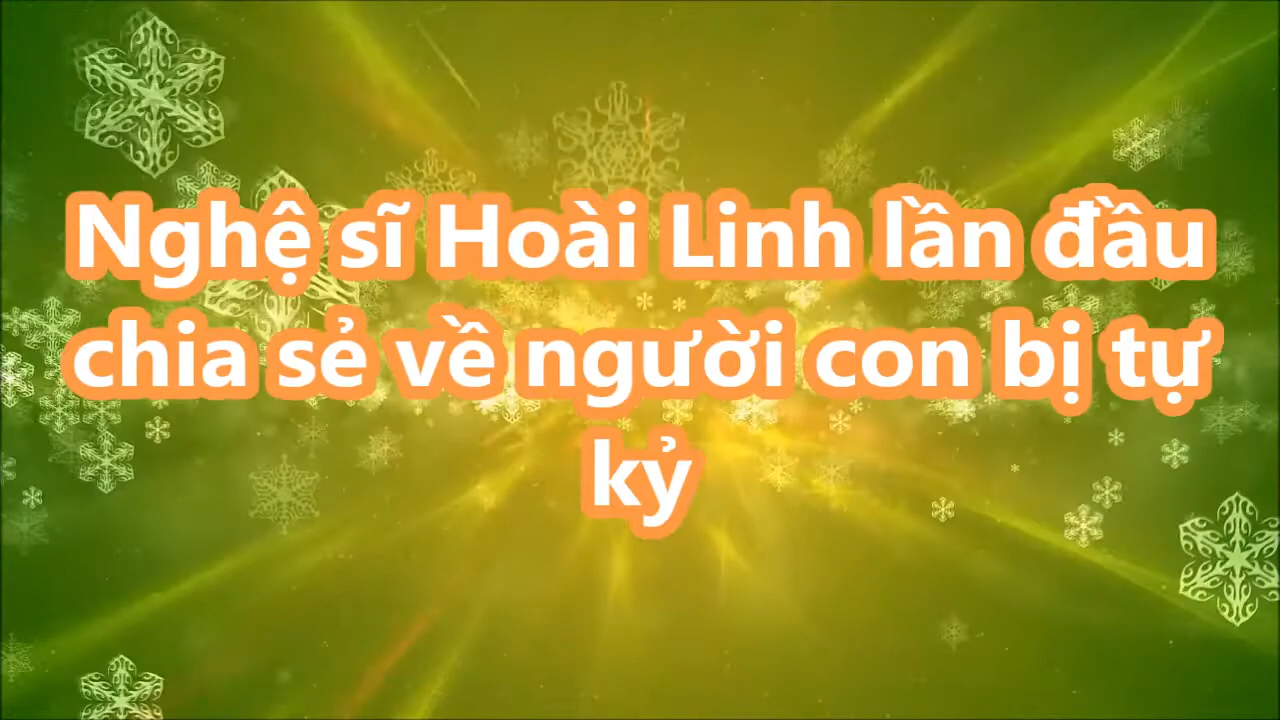 Nghệ sĩ Hoài Linh lần đầu
chia sẻ về người con bị tự
kỷ